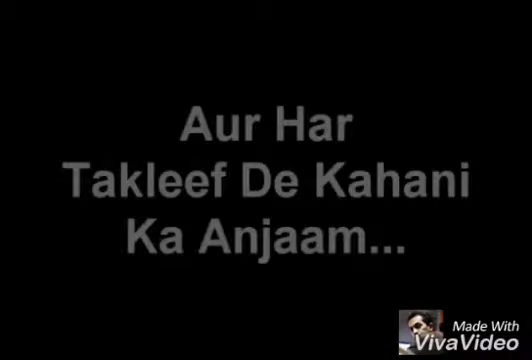 Aur Har
Takleef De Kahani
Ka Anjaam...
Made With
VivaVideo